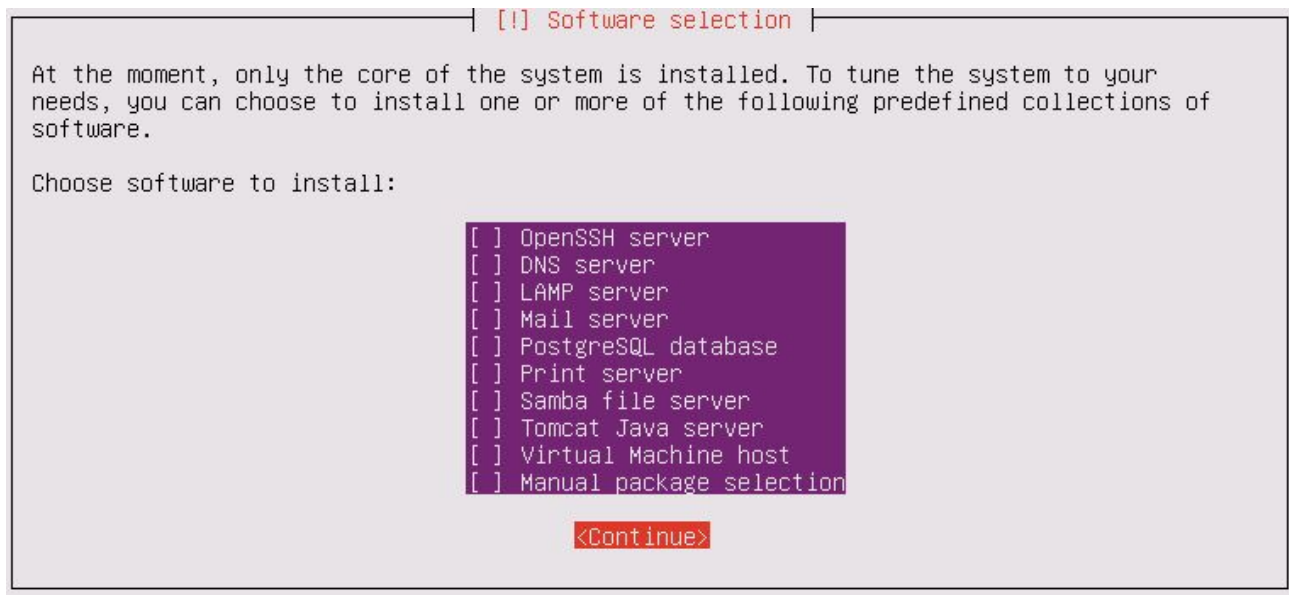 [!] Software selection
At the moment, only the core of the system is installed. To tune the system to your
needs, you can choose to install one or more of the following predefined collections of
software.
Choose software to install:
[ ] OpenSSH server
[ ] DNS server
[ ] LAMP server
[ ] Mail server
[ ] PostgreSQL database
[ ] Print server
[ ] Samba file server
[ ] Tomcat Java server
[ ] Virtual Machine host
[ ] Manual package selection
<Continue>